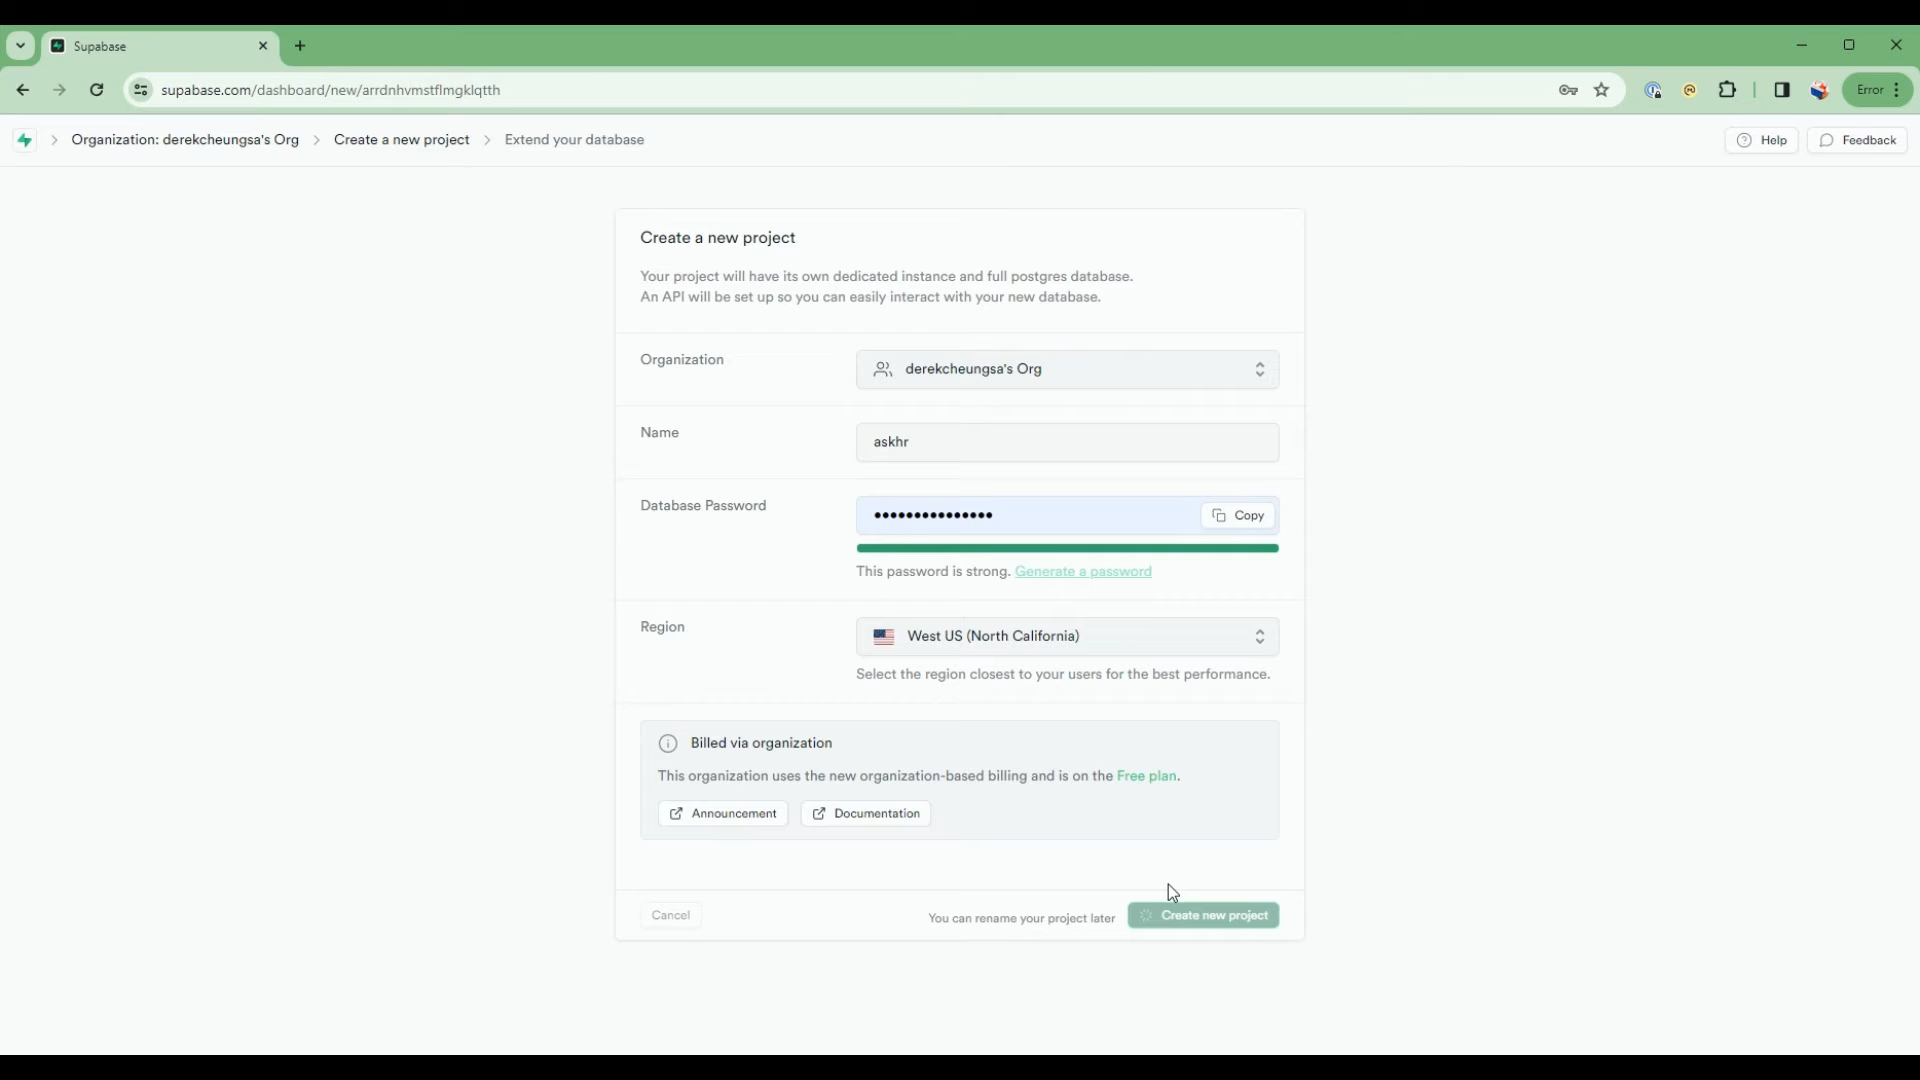 Supabase
supabase.com/dashboard/new/arrdnhvmstflmgklqtth
Error
Organization: derekcheungsa's Org
Create a new project
Extend your database
Help
Feedback
Create a new project
Your project will have its own dedicated instance and full postgres database.
An API will be set up so you can easily interact with your new database.
Organization
derekcheungsa's Org
Name
askhr
Database Password
•••••••••••••••
Copy
This password is strong. Generate a password
Region
West US (North California)
Select the region closest to your users for the best performance.
Billed via organization
This organization uses the new organization-based billing and is on the Free plan.
Announcement
Documentation
Cancel
You can rename your project later
Create new project